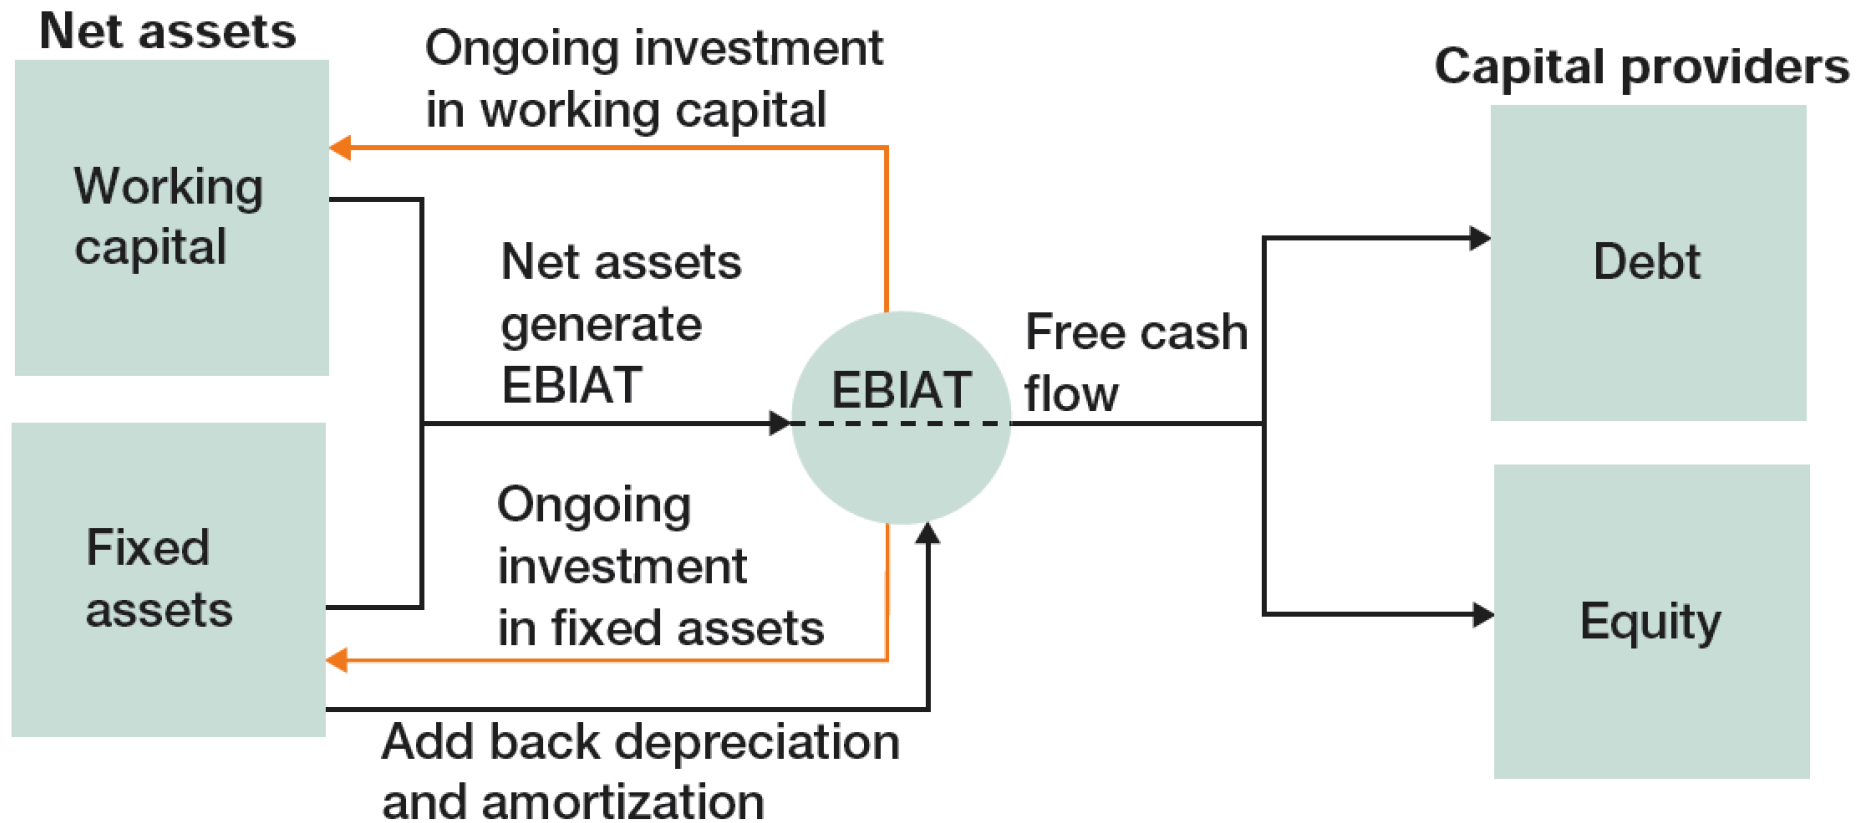 Net assets
Working
capital
Fixed
assets
Ongoing investment
in working capital
Net assets
generate
EBIAT
Ongoing
investment
in fixed assets
Add back depreciation
and amortization
EBIAT
Free cash
flow
Capital providers
Debt
Equity